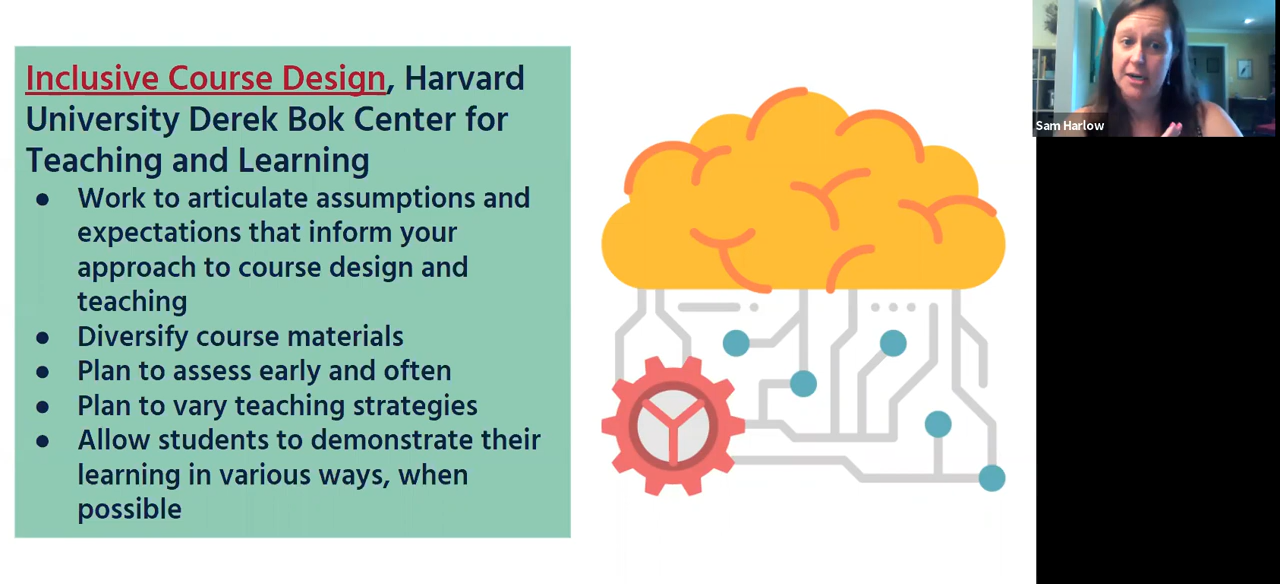 Inclusive Course Design, Harvard
University Derek Bok Center for
Teaching and Learning
● Work to articulate assumptions and
expectations that inform your
approach to course design and
teaching
● Diversify course materials
● Plan to assess early and often
● Plan to vary teaching strategies
● Allow students to demonstrate their
learning in various ways, when
possible
Sam Harlow